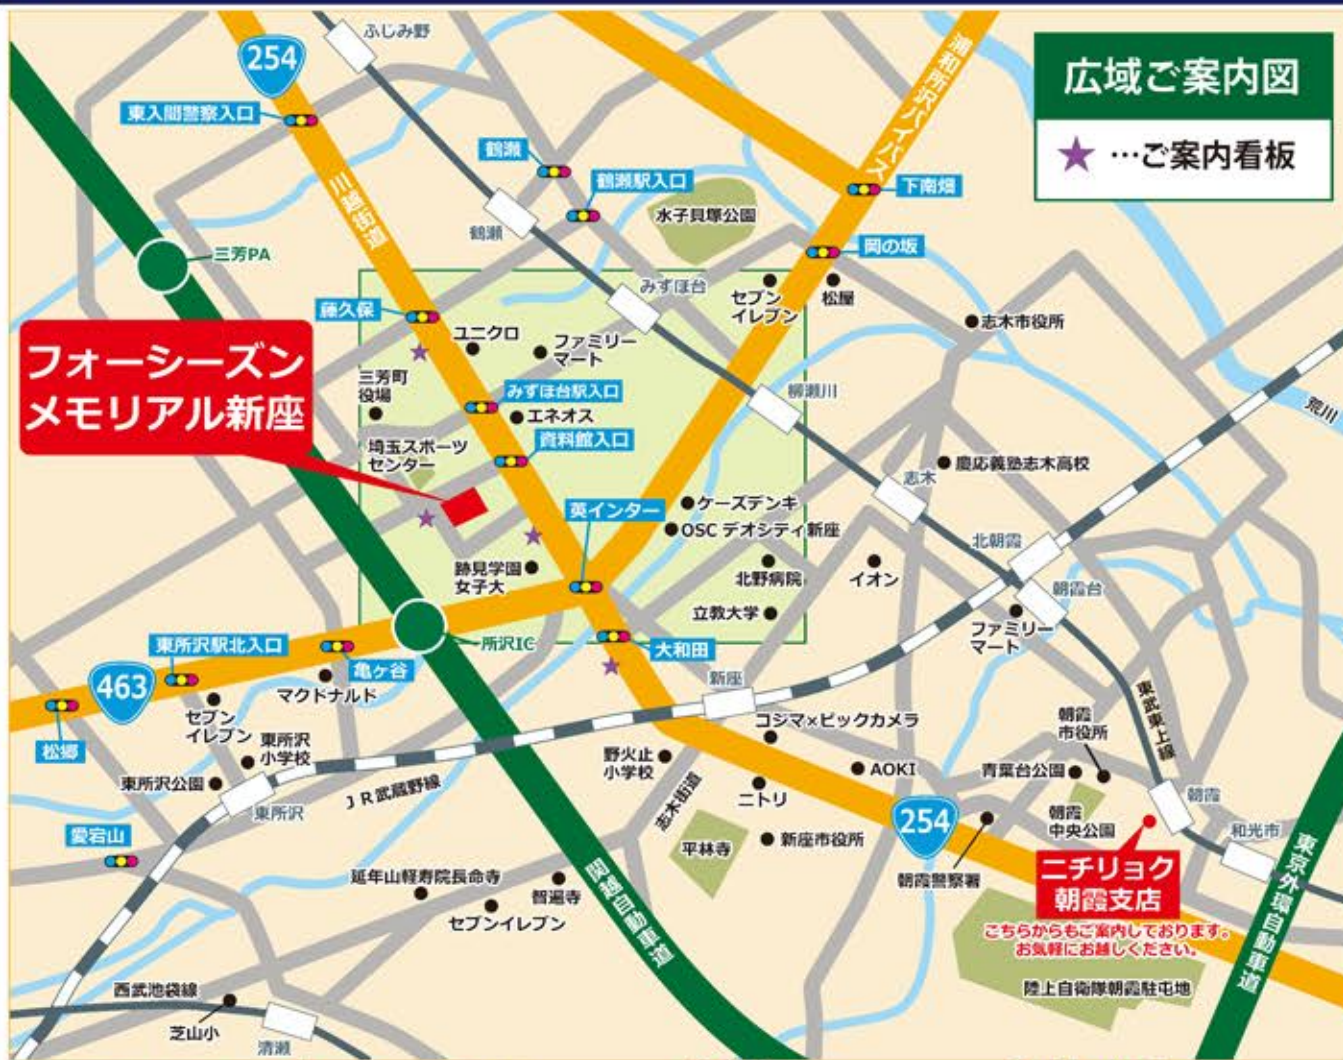 広域ご案内図
★ …ご案内看板
ふじみ野
254
東入間警察入口
川越街道
浦和所沢バイパス
鶴瀬
鶴瀬駅入口
水子貝塚公園
下南畑
岡の坂
鶴瀬
三芳PA
みずほ台
セブン
イレブン
松屋
藤久保
ユニクロ
ファミリー
マート
志木市役所
フォーシーズン
メモリアル新座
三芳町
役場
みずほ台駅入口
エネオス
柳瀬川
荒川
資料館入口
埼玉スポーツ
センター
慶応義塾志木高校
志木
英インター
ケーズデンキ
OSC デオシティ新座
北朝霞
跡見学園
女子大
北野病院
イオン
朝霞台
立教大学
ファミリー
マート
所沢IC
大和田
東所沢駅北入口
亀ヶ谷
463
マクドナルド
新座
セブン
イレブン
松郷
東武東上線
コジマ×ビックカメラ
朝霞
市役所
東所沢
小学校
野火止
小学校
AOKI
青葉台公園
東所沢公園
JR武蔵野線
志木街道
ニトリ
朝霞
東所沢
朝霞
中央公園
254
和光市
愛宕山
平林寺
新座市役所
朝霞警察署
ニチリョク
朝霞支店
東京外環自動車道
延年山軽寿院長命寺
智遍寺
セブンイレブン
関越自動車道
こちらからもご案内しております。
お気軽にお越しください。
陸上自衛隊朝霞駐屯地
西武池袋線
芝山小
清瀬